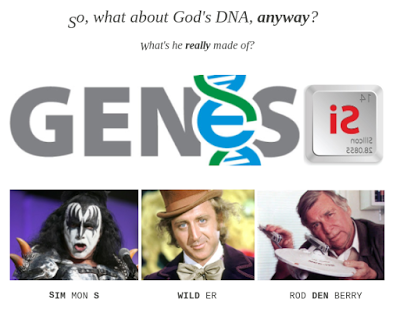 So, what about God's DNA, anyway?
What's he really made of?
GENeS
14
Si
Silicon
28.0855
SIM MON S
WILD ER
ROD DEN BERRY